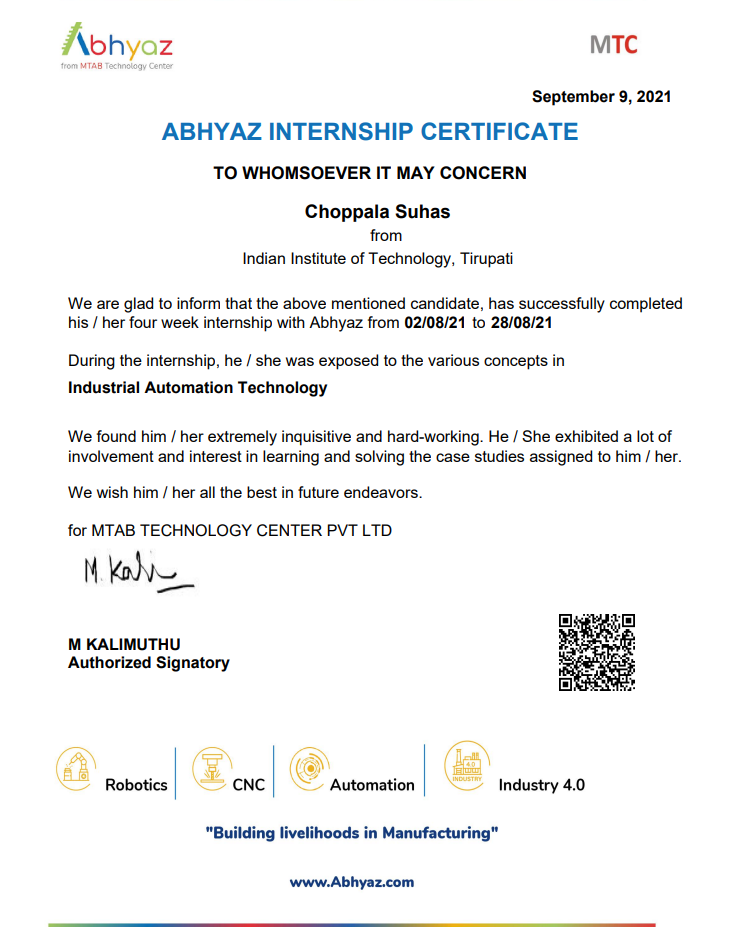 Abhyaz
from MTAB Technology Center
MTC
September 9, 2021
ABHYAZ INTERNSHIP CERTIFICATE
TO WHOMSOEVER IT MAY CONCERN
Choppala Suhas
from
Indian Institute of Technology, Tirupati
We are glad to inform that the above mentioned candidate, has successfully completed
his / her four week internship with Abhyaz from 02/08/21 to 28/08/21
During the internship, he / she was exposed to the various concepts in
Industrial Automation Technology
We found him / her extremely inquisitive and hard-working. He / She exhibited a lot of
involvement and interest in learning and solving the case studies assigned to him / her.
We wish him / her all the best in future endeavors.
for MTAB TECHNOLOGY CENTER PVT LTD
M. Kali
M KALIMUTHU
Authorized Signatory
4.0
INDUSTRY
Robotics CNC Automation Industry 4.0
"Building livelihoods in Manufacturing"
www.Abhyaz.com